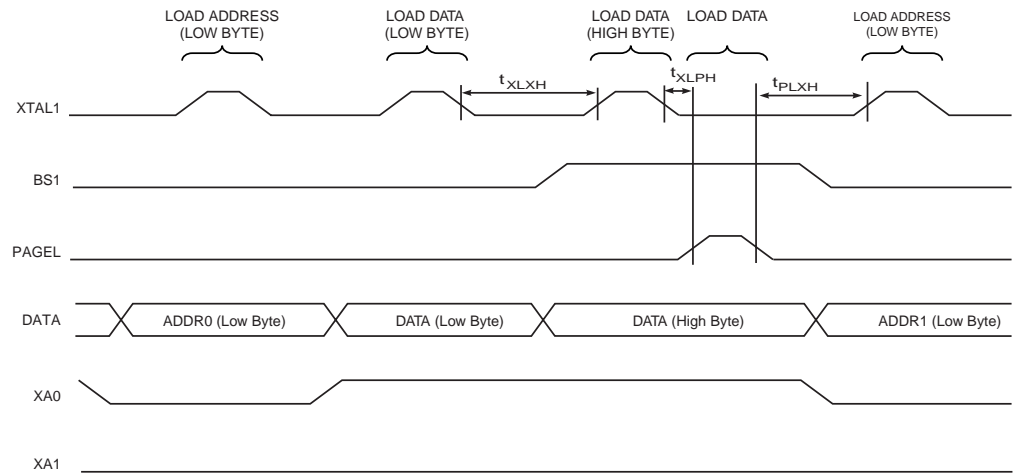 LOAD ADDRESS
(LOW BYTE)
LOAD DATA
(LOW BYTE)
LOAD DATA
(HIGH BYTE)
LOAD DATA
LOAD ADDRESS
(LOW BYTE)
XTAL1
tXLXH
tXLPH
tPLXH
BS1
PAGEL
DATA
ADDR0 (Low Byte)
DATA (Low Byte)
DATA (High Byte)
ADDR1 (Low Byte)
XA0
XA1